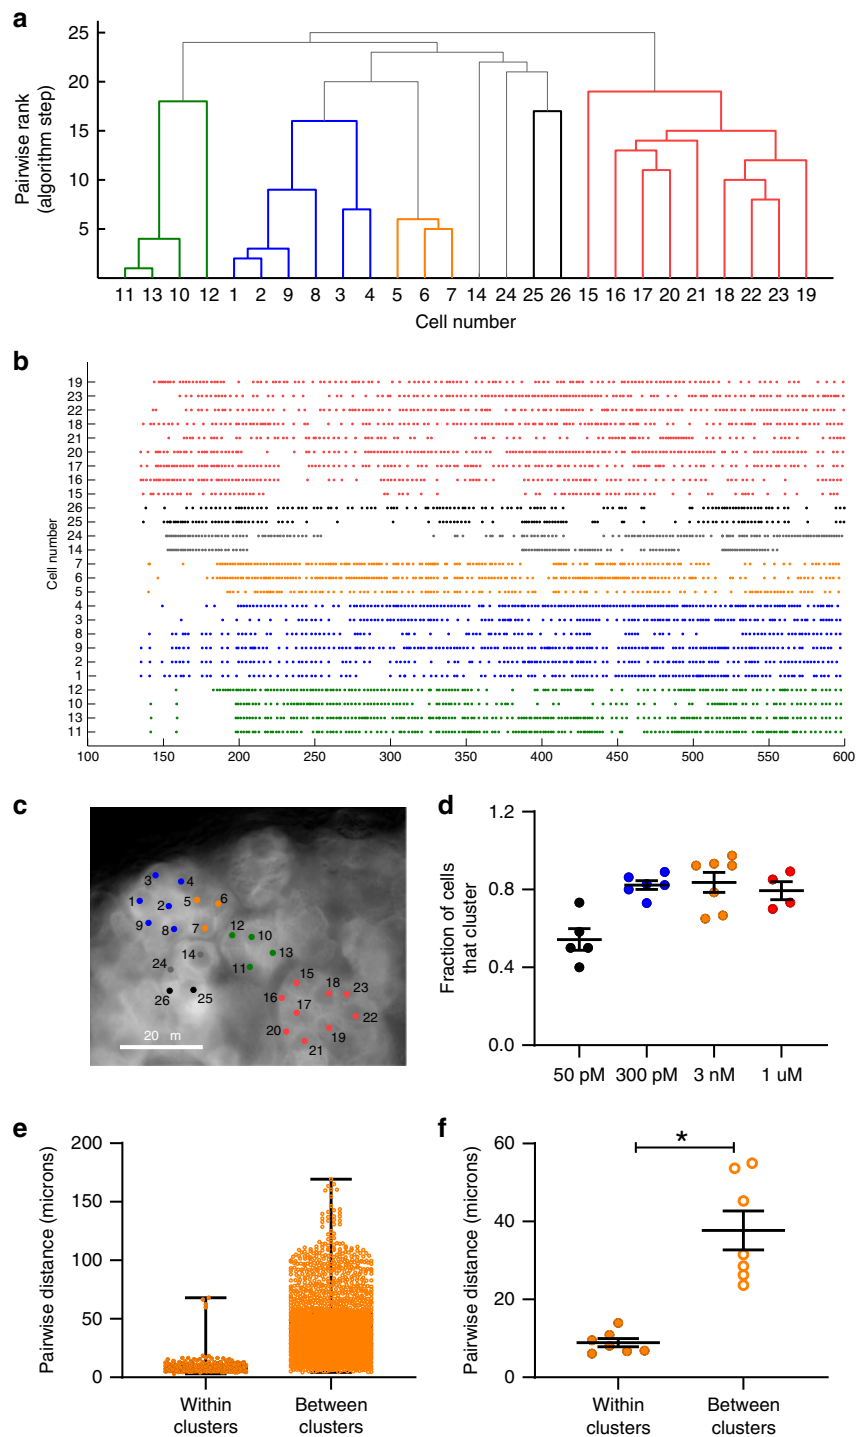 a
Pairwise rank
(algorithm step)
25
20
15
10
5
11 13 10 12 1 2 9 8 3 4 5 6 7 14 24 25 26 15 16 17 20 21 18 22 23 19
Cell number
b
Cell number
19
23
22
18
21
20
17
16
15
26
25
24
14
7
6
5
4
3
8
9
2
1
12
10
13
11
100 150 200 250 300 350 400 450 500 550 600
c
3 4
1 2 5 6
9 8 7 12 10
14 13
24 11
26 25
15 18 23
16 17
22
20 19
21
20 m
d
Fraction of cells
that cluster
1.2
0.8
0.4
0.0
50 pM 300 pM 3 nM 1 uM
e
Pairwise distance (microns)
200
150
100
50
0
Within
clusters
Between
clusters
f
Pairwise distance (microns)
60
40
20
0
*
Within
clusters
Between
clusters